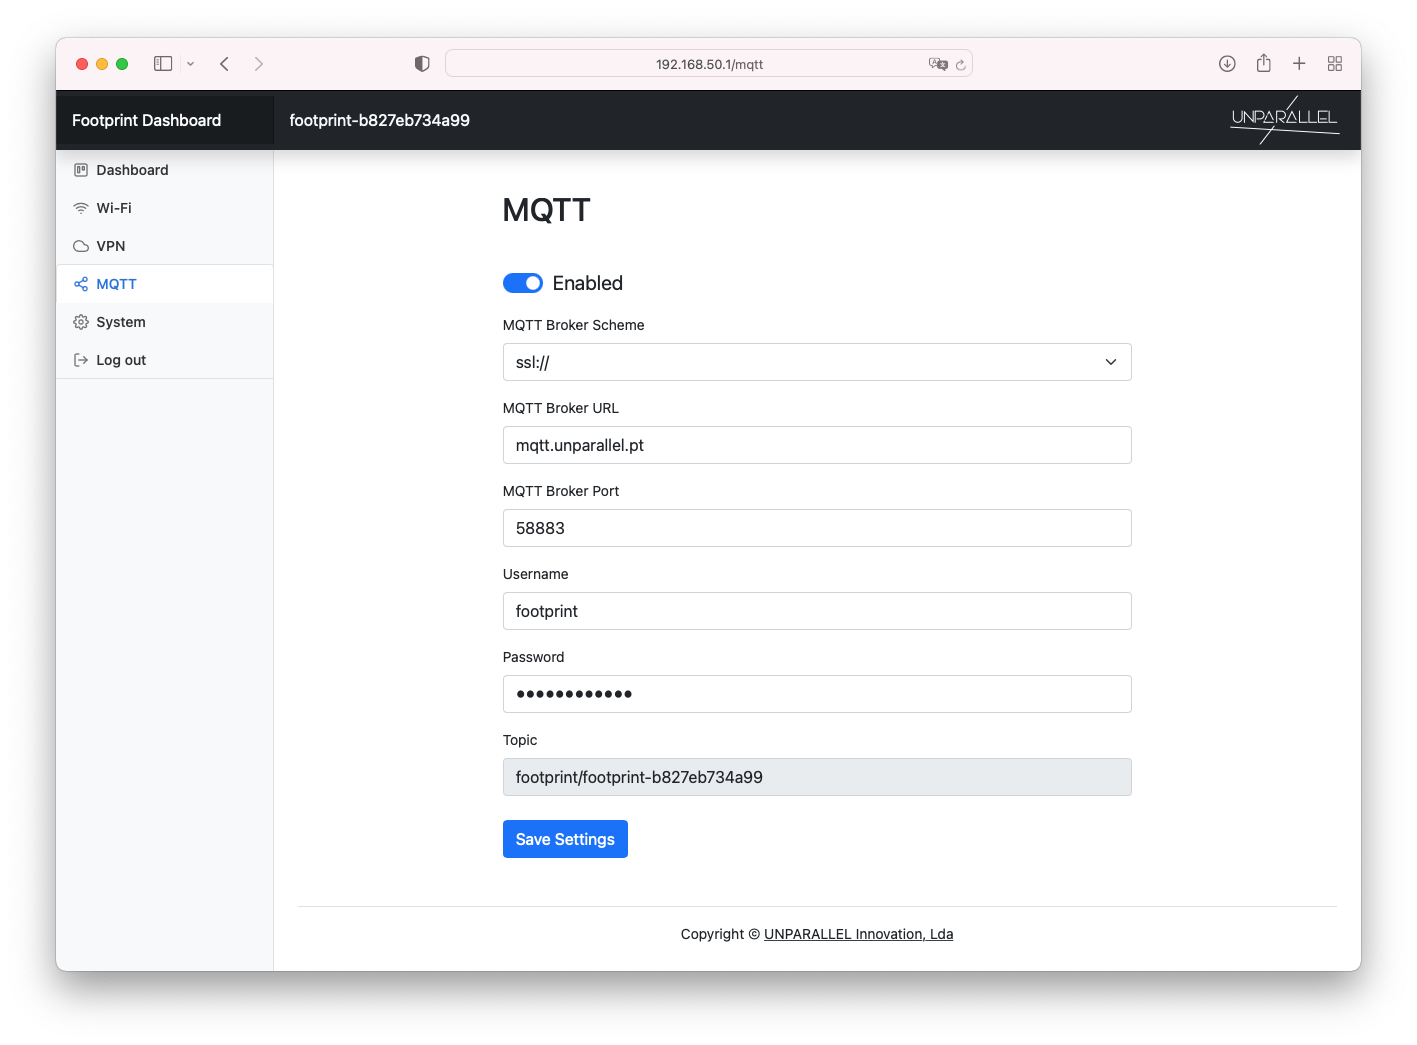 192.168.50.1/mqtt
Footprint Dashboard
footprint-b827eb734a99
UNPARALLEL
Dashboard
Wi-Fi
VPN
MQTT
System
Log out
MQTT
Enabled
MQTT Broker Scheme
ssl://
MQTT Broker URL
mqtt.unparallel.pt
MQTT Broker Port
58883
Username
footprint
Password
••••••••••••
Topic
footprint/footprint-b827eb734a99
Save Settings
Copyright © UNPARALLEL Innovation, Lda